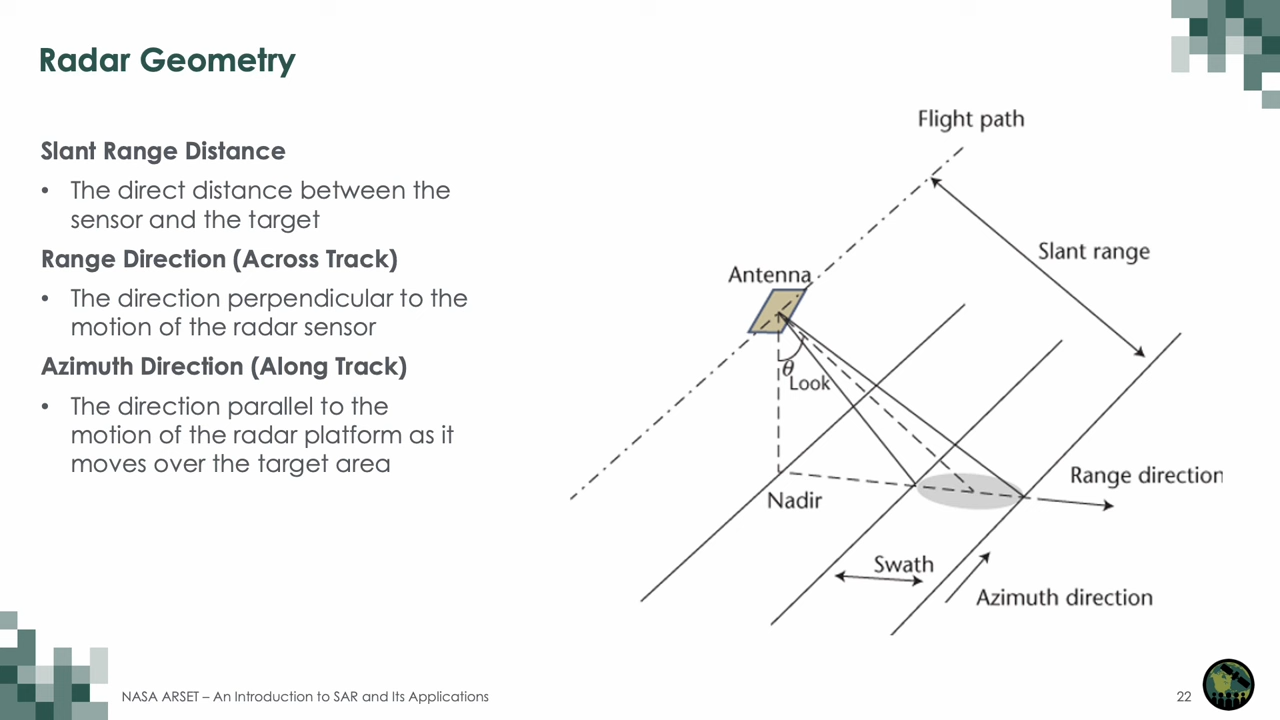 Radar Geometry
Slant Range Distance
• The direct distance between the
sensor and the target
Range Direction (Across Track)
• The direction perpendicular to the
motion of the radar sensor
Azimuth Direction (Along Track)
• The direction parallel to the
motion of the radar platform as it
moves over the target area
Flight path
Slant range
Antenna
θ
Look
Range direction
Nadir
Swath
Azimuth direction
NASA ARSET – An Introduction to SAR and Its Applications
22